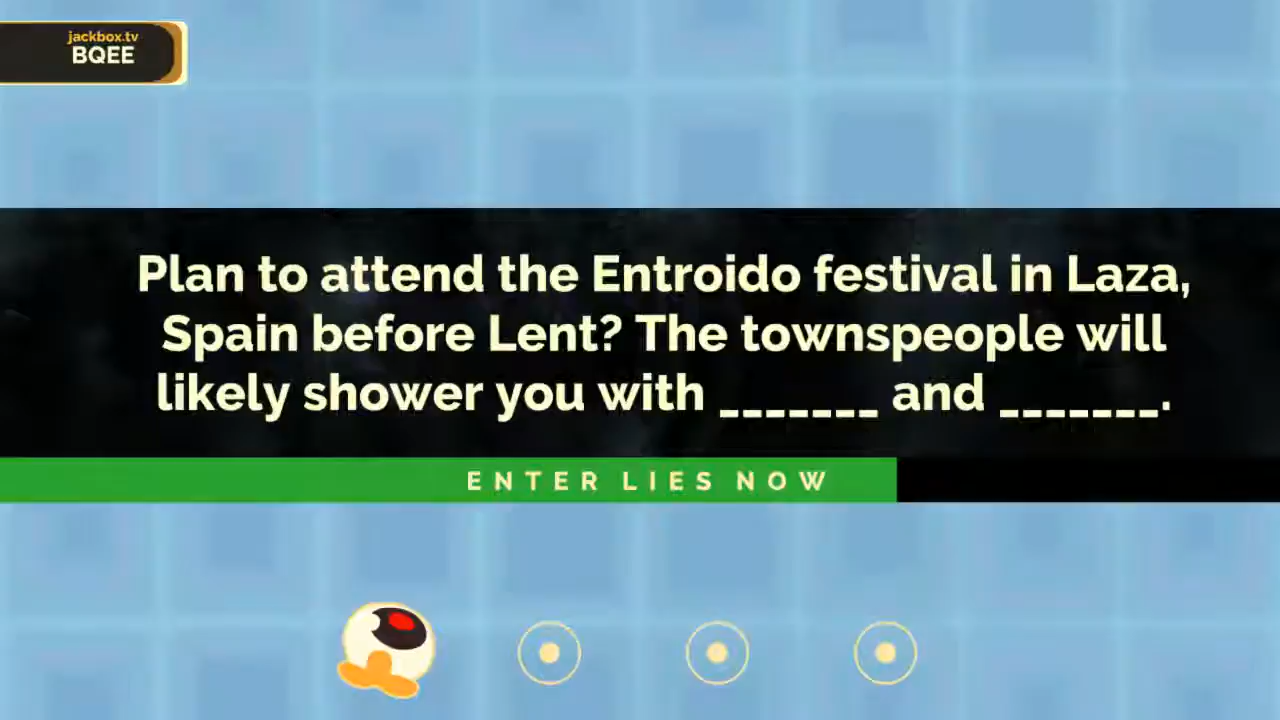 jackbox.tv
BQEE
Plan to attend the Entroido festival in Laza,
Spain before Lent? The townspeople will
likely shower you with _______ and _______.
ENTER LIES NOW